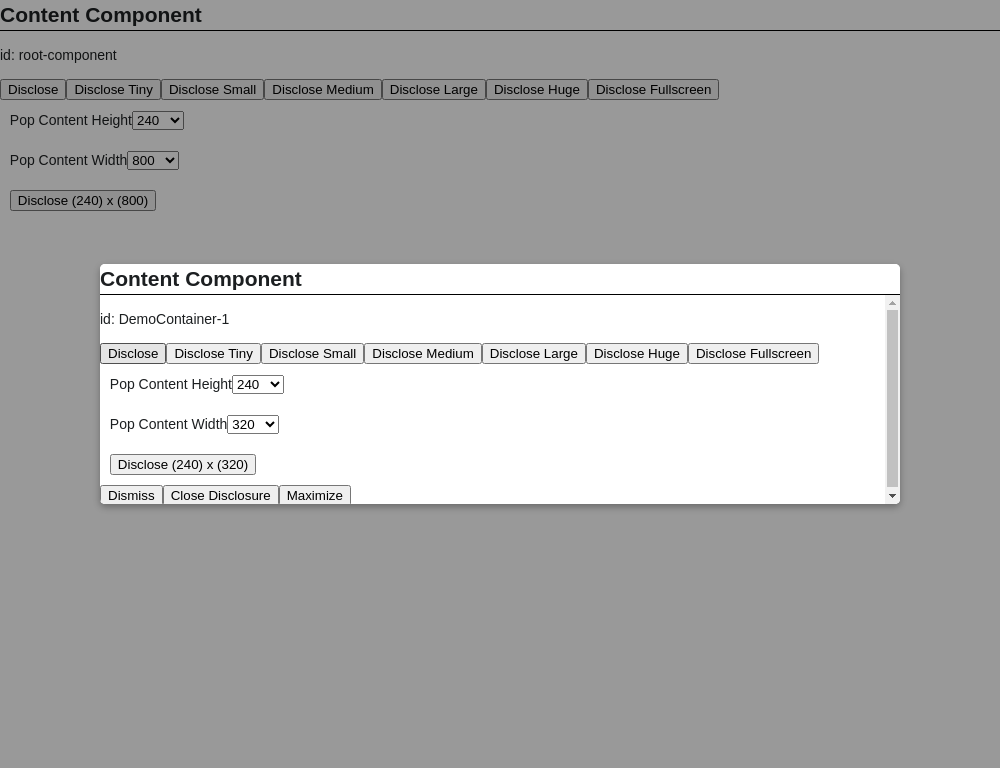 Content Component
id: root-component
Disclose Disclose Tiny Disclose Small Disclose Medium Disclose Large Disclose Huge Disclose Fullscreen
Pop Content Height 240
Pop Content Width 800
Disclose (240) x (800)
Content Component
id: DemoContainer-1
Disclose Disclose Tiny Disclose Small Disclose Medium Disclose Large Disclose Huge Disclose Fullscreen
Pop Content Height 240
Pop Content Width 320
Disclose (240) x (320)
Dismiss Close Disclosure Maximize